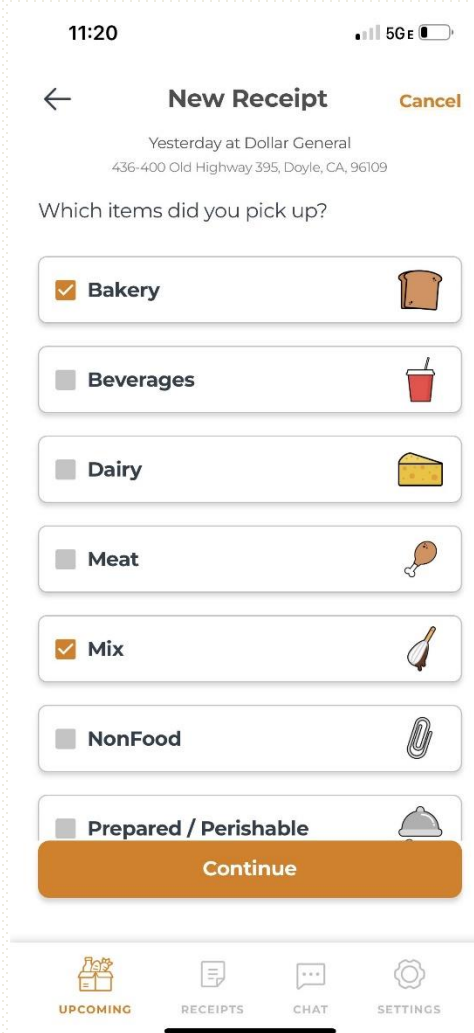 11:20
5GE
New Receipt
Cancel
Yesterday at Dollar General
436-400 Old Highway 395, Doyle, CA, 96109
Which items did you pick up?
Bakery
Beverages
Dairy
Meat
Mix
NonFood
Prepared / Perishable
Continue
UPCOMING
RECEIPTS
CHAT
SETTINGS